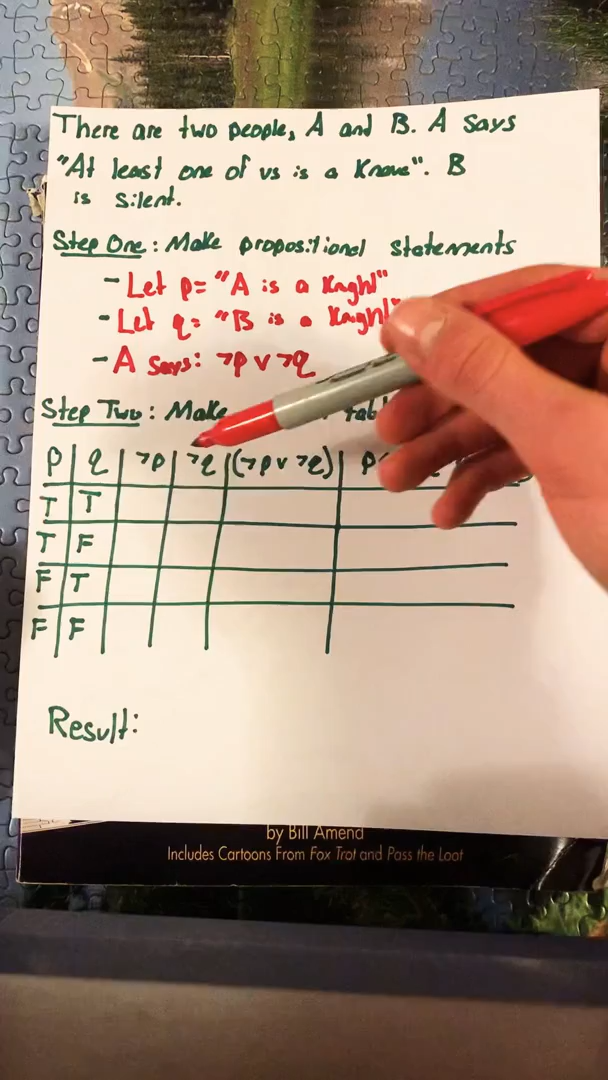 There are two people, A and B. A says
"At least one of us is a Knave". B
is silent.
Step One: Make propositional statements
- Let p= "A is a Knight"
- Let q= "B is a Knight"
- A says: ¬p v ¬q
Step Two: Make
p q ¬p ¬q (¬p v ¬q) p
T T
T F
F T
F F
Result:
by Bill Amend
Includes Cartoons From Fox Trot and Pass the Loot